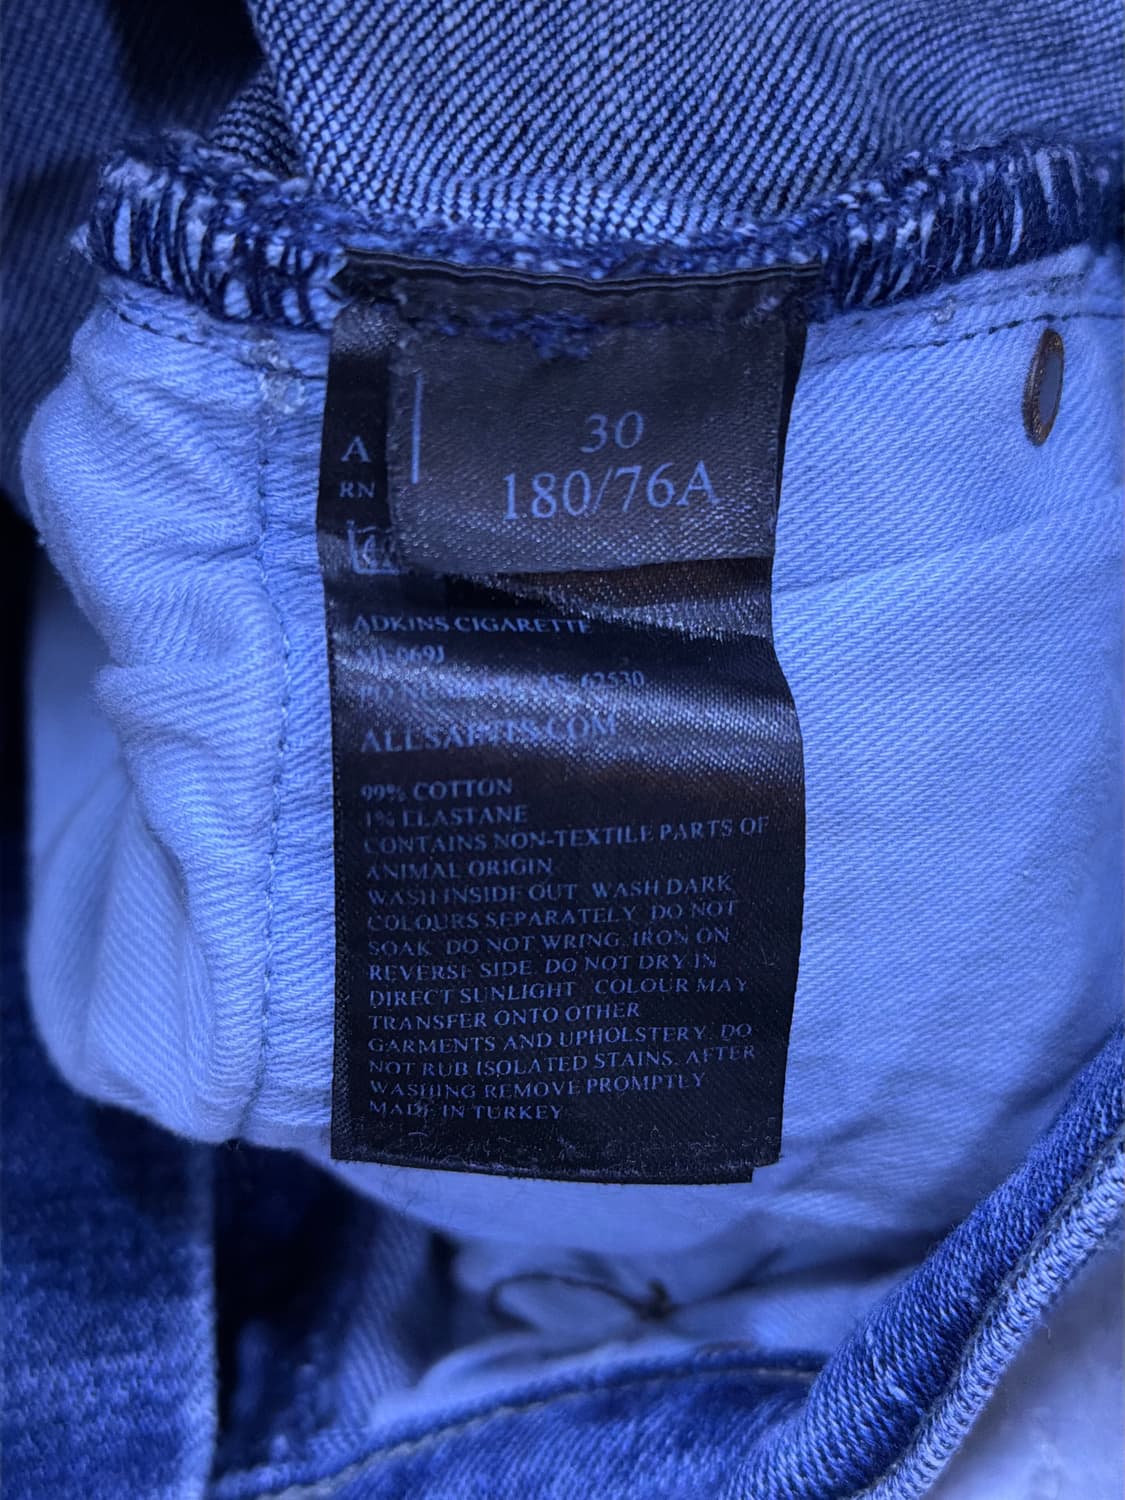 30
180/76A
A
RN
ADKINS CIGARETTE
62530
ALLSAINTS.COM
99% COTTON
1% ELASTANE
CONTAINS NON-TEXTILE PARTS OF
ANIMAL ORIGIN
WASH INSIDE OUT. WASH DARK
COLOURS SEPARATELY. DO NOT
SOAK. DO NOT WRING. IRON ON
REVERSE SIDE. DO NOT DRY IN
DIRECT SUNLIGHT. COLOUR MAY
TRANSFER ONTO OTHER
GARMENTS AND UPHOLSTERY. DO
NOT RUB ISOLATED STAINS. AFTER
WASHING REMOVE PROMPTLY
MADE IN TURKEY